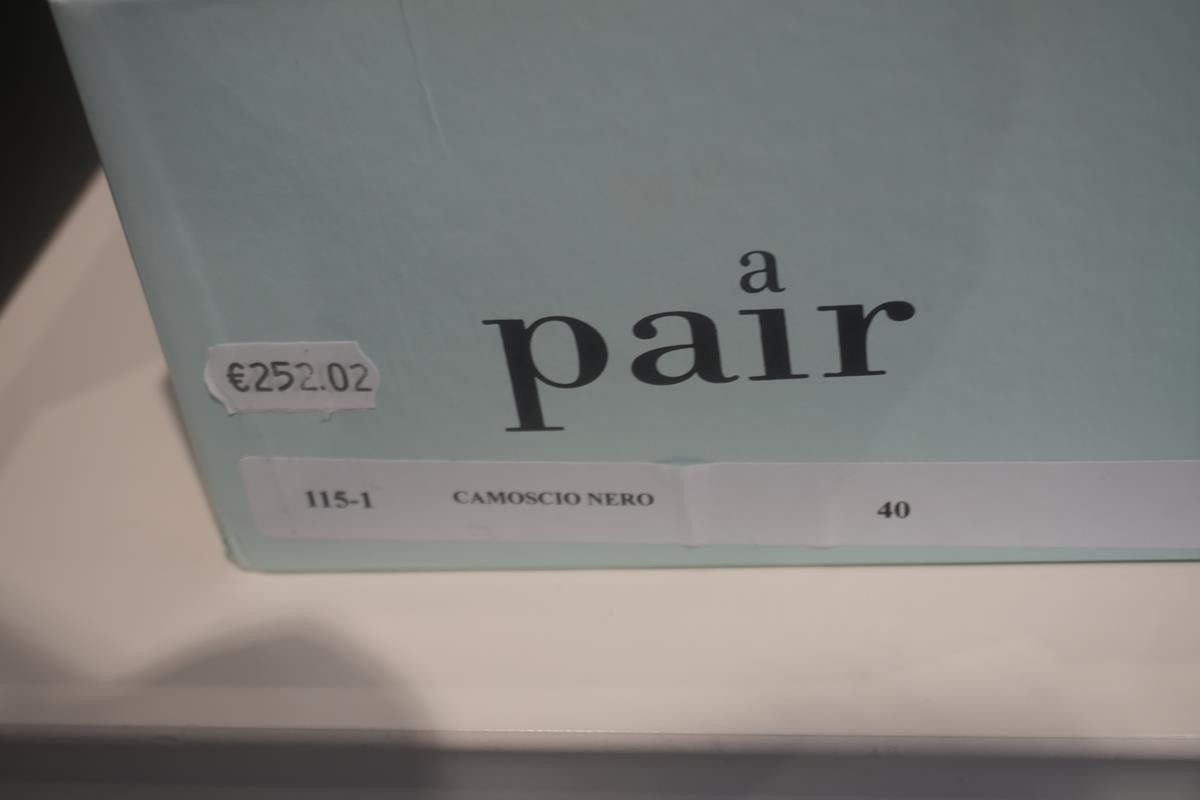 a
pair
€252.02
115-1 CAMOSCIO NERO 40